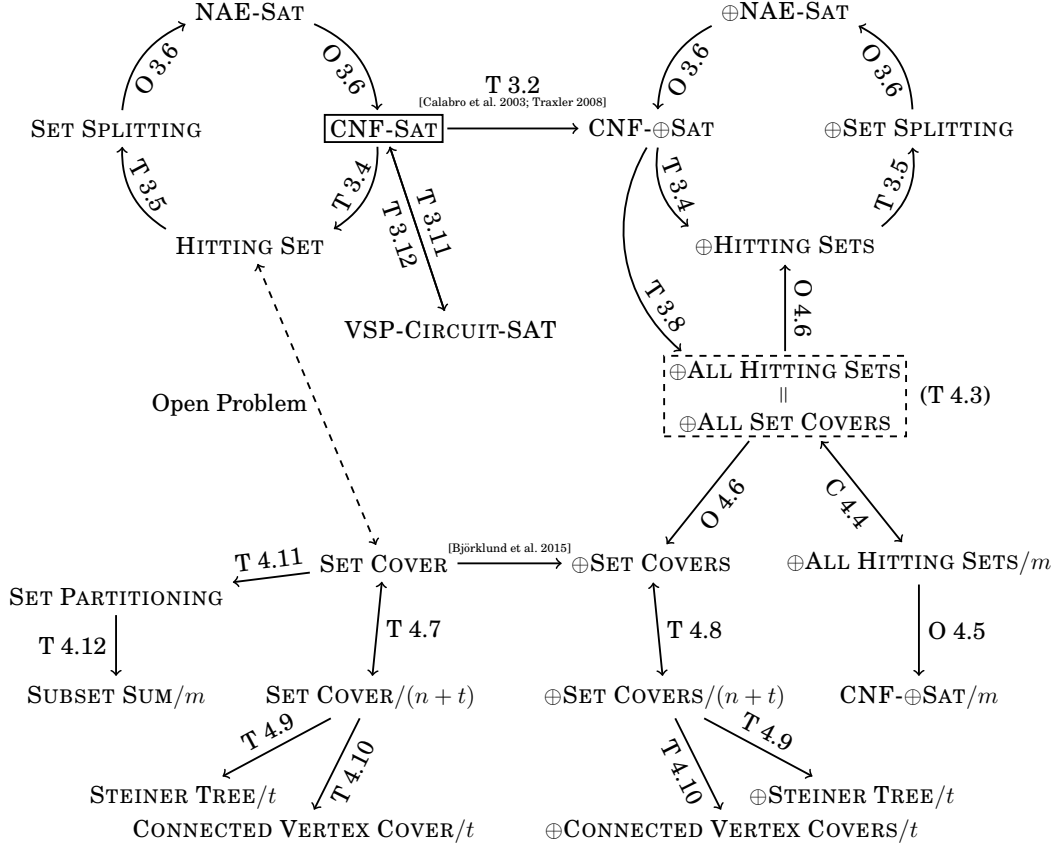 NAE-SAT
⊕NAE-SAT
O 3.6
O 3.6
O 3.6
O 3.6
T 3.2
[Calabro et al. 2003; Traxler 2008]
SET SPLITTING
CNF-SAT
CNF-⊕SAT
⊕SET SPLITTING
T 3.5
T 3.4
T 3.4
T 3.5
T 3.11
T 3.12
HITTING SET
⊕HITTING SETS
T 3.8
O 4.6
VSP-CIRCUIT-SAT
⊕ALL HITTING SETS
=
⊕ALL SET COVERS
(T 4.3)
Open Problem
O 4.6
C 4.4
[Björklund et al. 2015]
T 4.11
SET COVER
⊕SET COVERS
⊕ALL HITTING SETS/m
SET PARTITIONING
T 4.12
T 4.7
T 4.8
O 4.5
SUBSET SUM/m
SET COVER/(n + t)
⊕SET COVERS/(n + t)
CNF-⊕SAT/m
T 4.9
T 4.10
T 4.10
T 4.9
STEINER TREE/t
⊕STEINER TREE/t
CONNECTED VERTEX COVER/t
⊕CONNECTED VERTEX COVERS/t